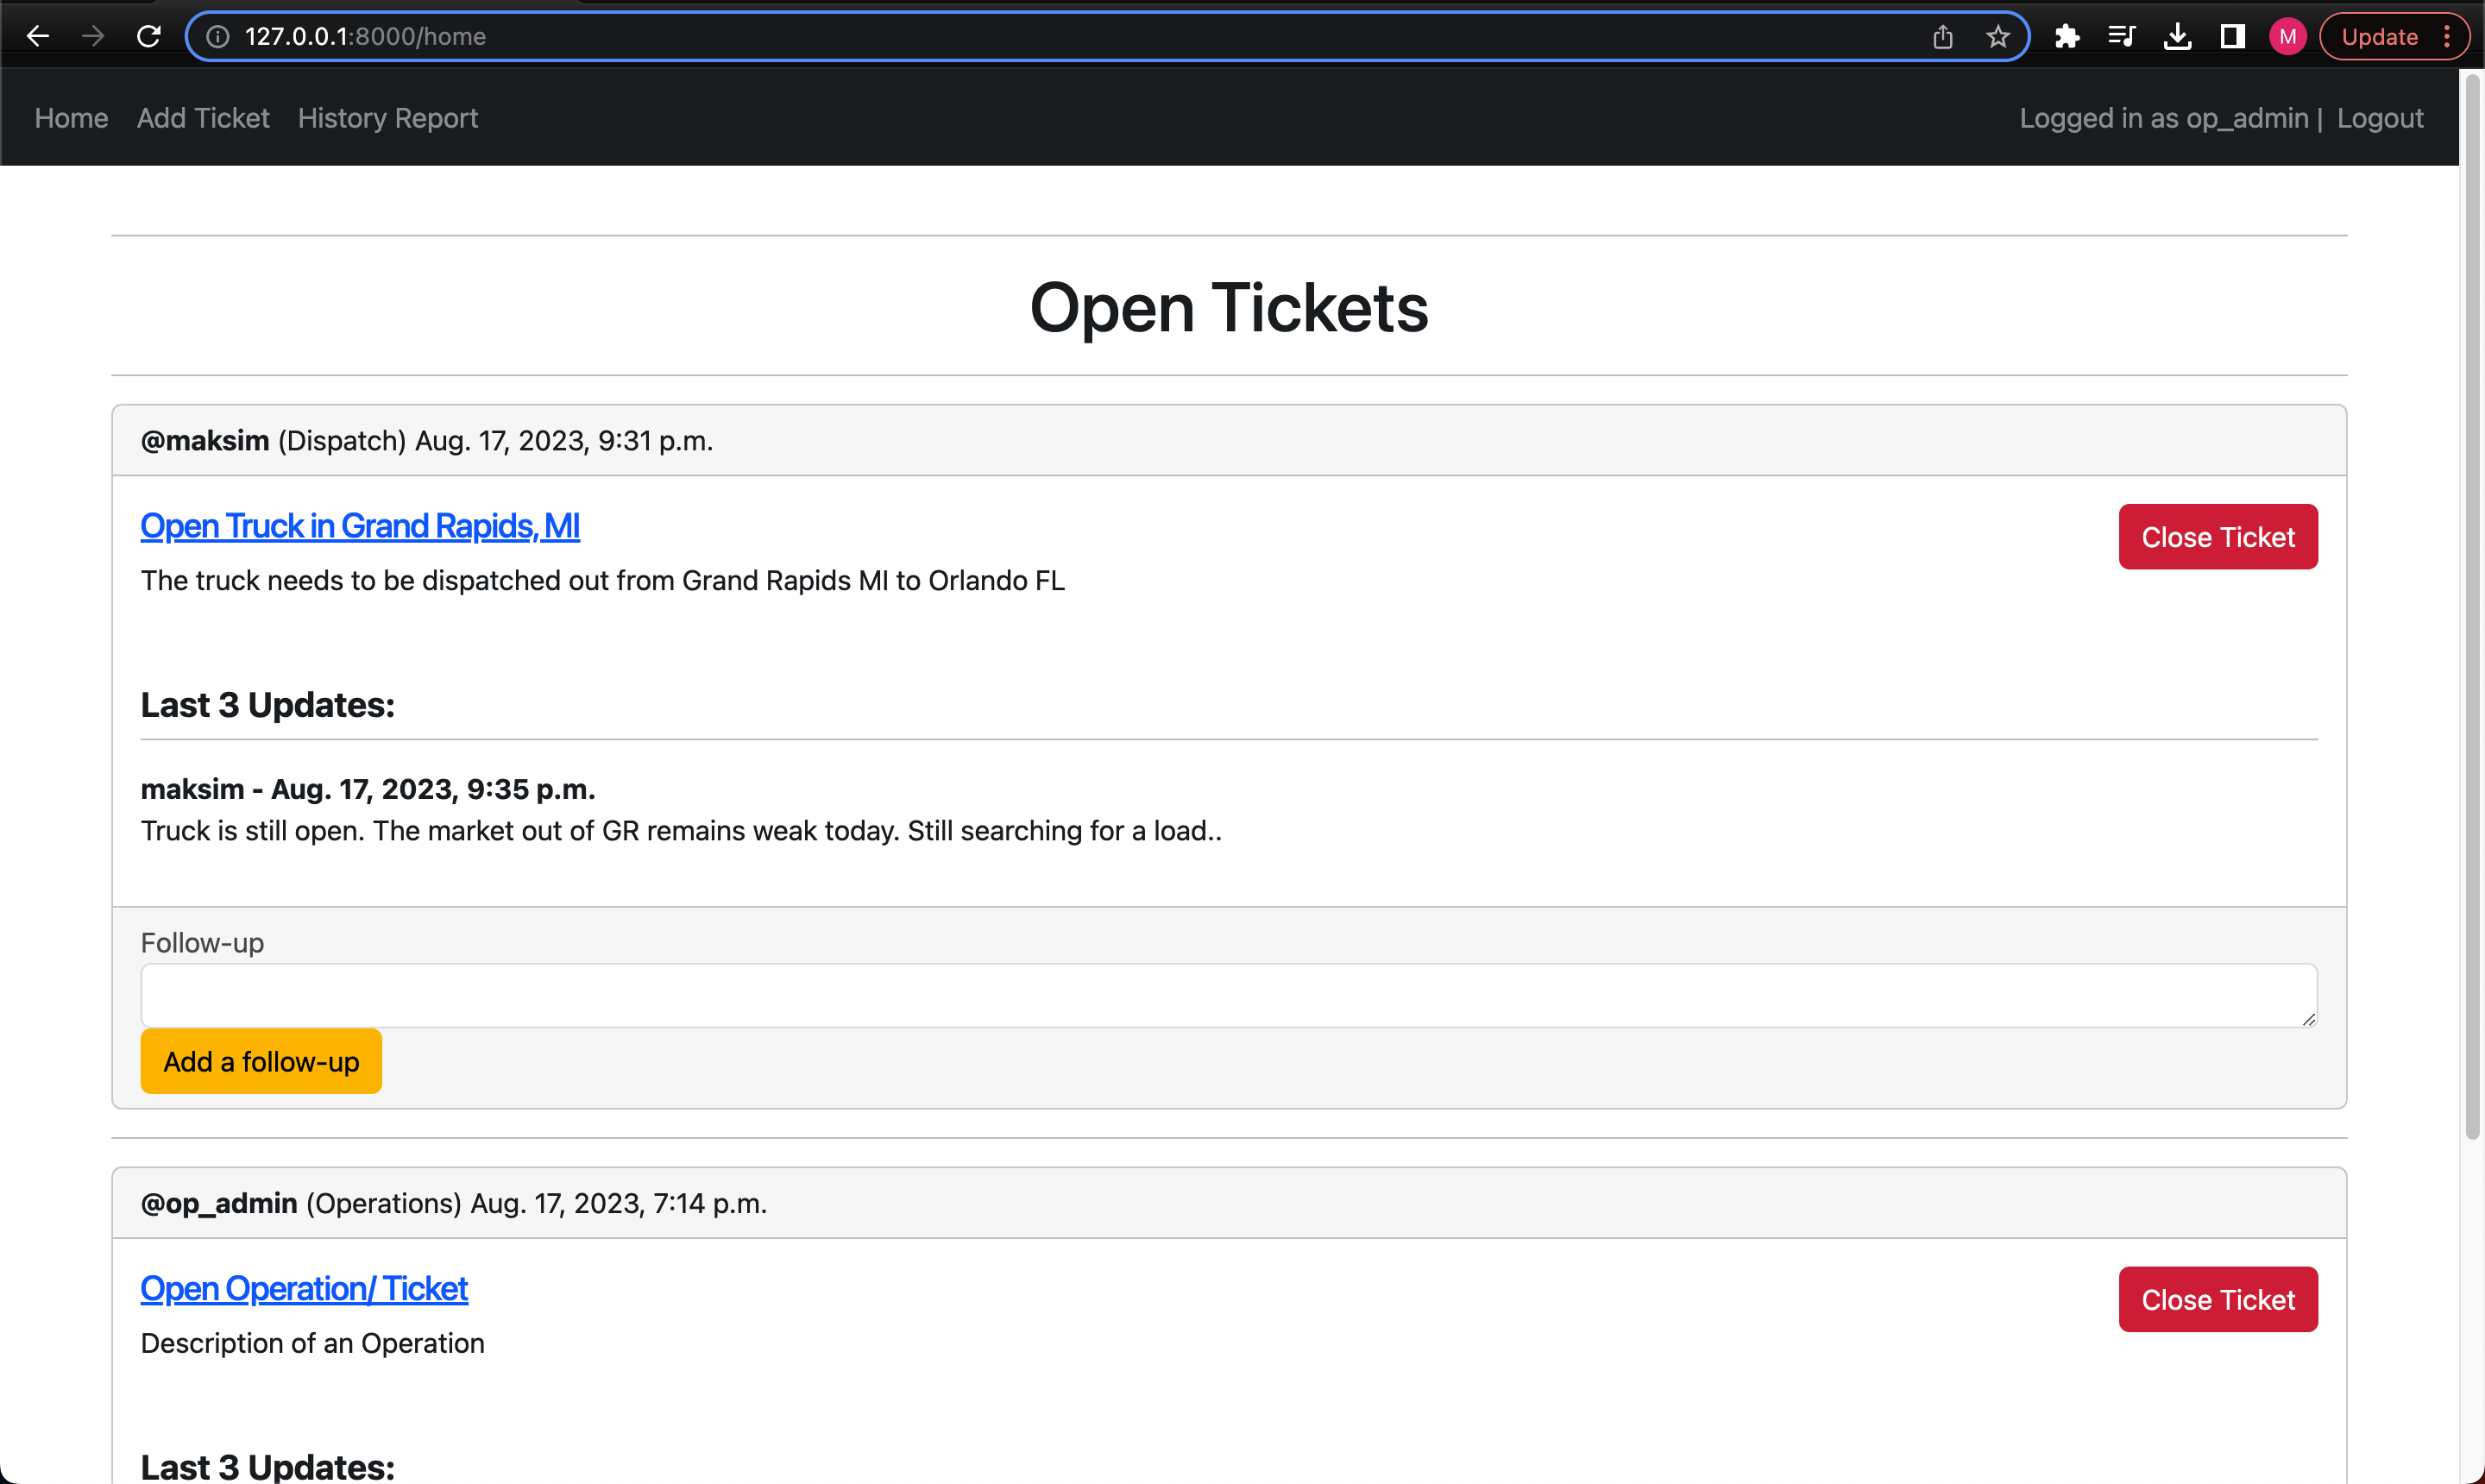 127.0.0.1:8000/home
M
Update
Home Add Ticket History Report
Logged in as op_admin | Logout
Open Tickets
@maksim (Dispatch) Aug. 17, 2023, 9:31 p.m.
Open Truck in Grand Rapids, MI
Close Ticket
The truck needs to be dispatched out from Grand Rapids MI to Orlando FL
Last 3 Updates:
maksim - Aug. 17, 2023, 9:35 p.m.
Truck is still open. The market out of GR remains weak today. Still searching for a load..
Follow-up
Add a follow-up
@op_admin (Operations) Aug. 17, 2023, 7:14 p.m.
Open Operation/ Ticket
Close Ticket
Description of an Operation
Last 3 Updates: